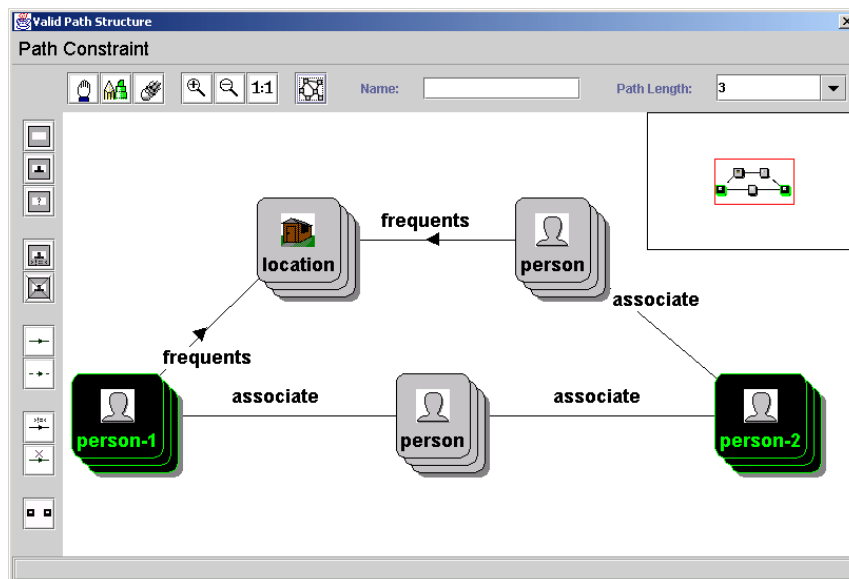 Valid Path Structure
Path Constraint
1:1 Name: Path Length: 3
frequents
location person
associate
frequents
associate associate
person-1 person person-2